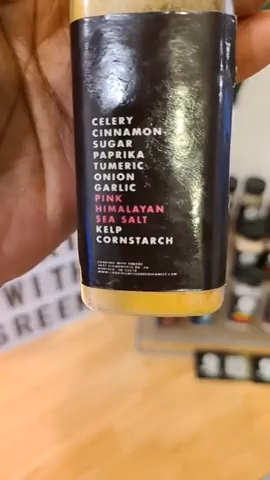 CELERY
CINNAMON
SUGAR
PAPRIKA
TUMERIC
ONION
GARLIC
PINK
HIMALAYAN
SEA SALT
KELP
CORNSTARCH
WITH
GREE